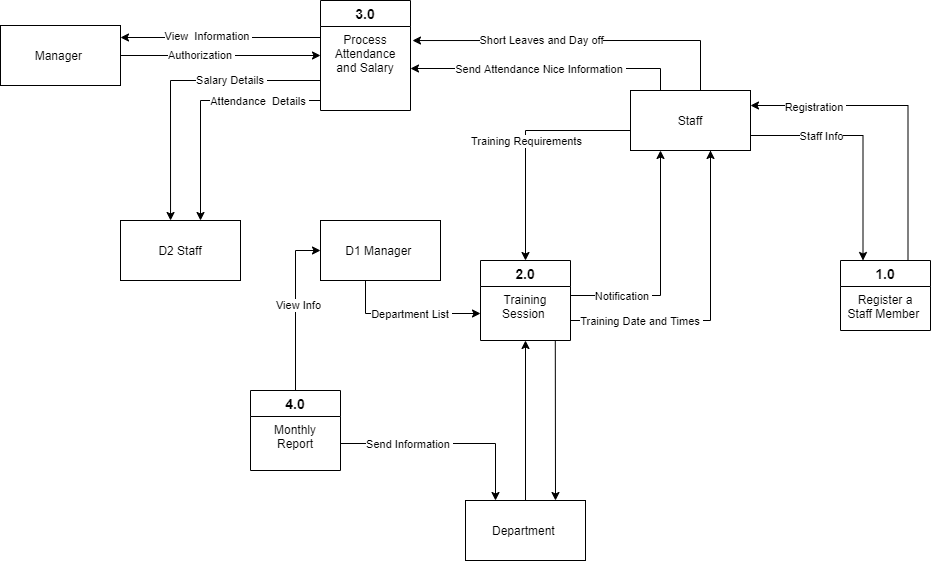 3.0
Process
Attendance
and Salary
Manager
View Information
Authorization
Salary Details
Attendance Details
Short Leaves and Day off
Send Attendance Nice Information
Staff
Registration
Staff Info
Training Requirements
D2 Staff
D1 Manager
2.0
Training
Session
1.0
Register a
Staff Member
Notification
View Info
Department List
Training Date and Times
4.0
Monthly
Report
Send Information
Department